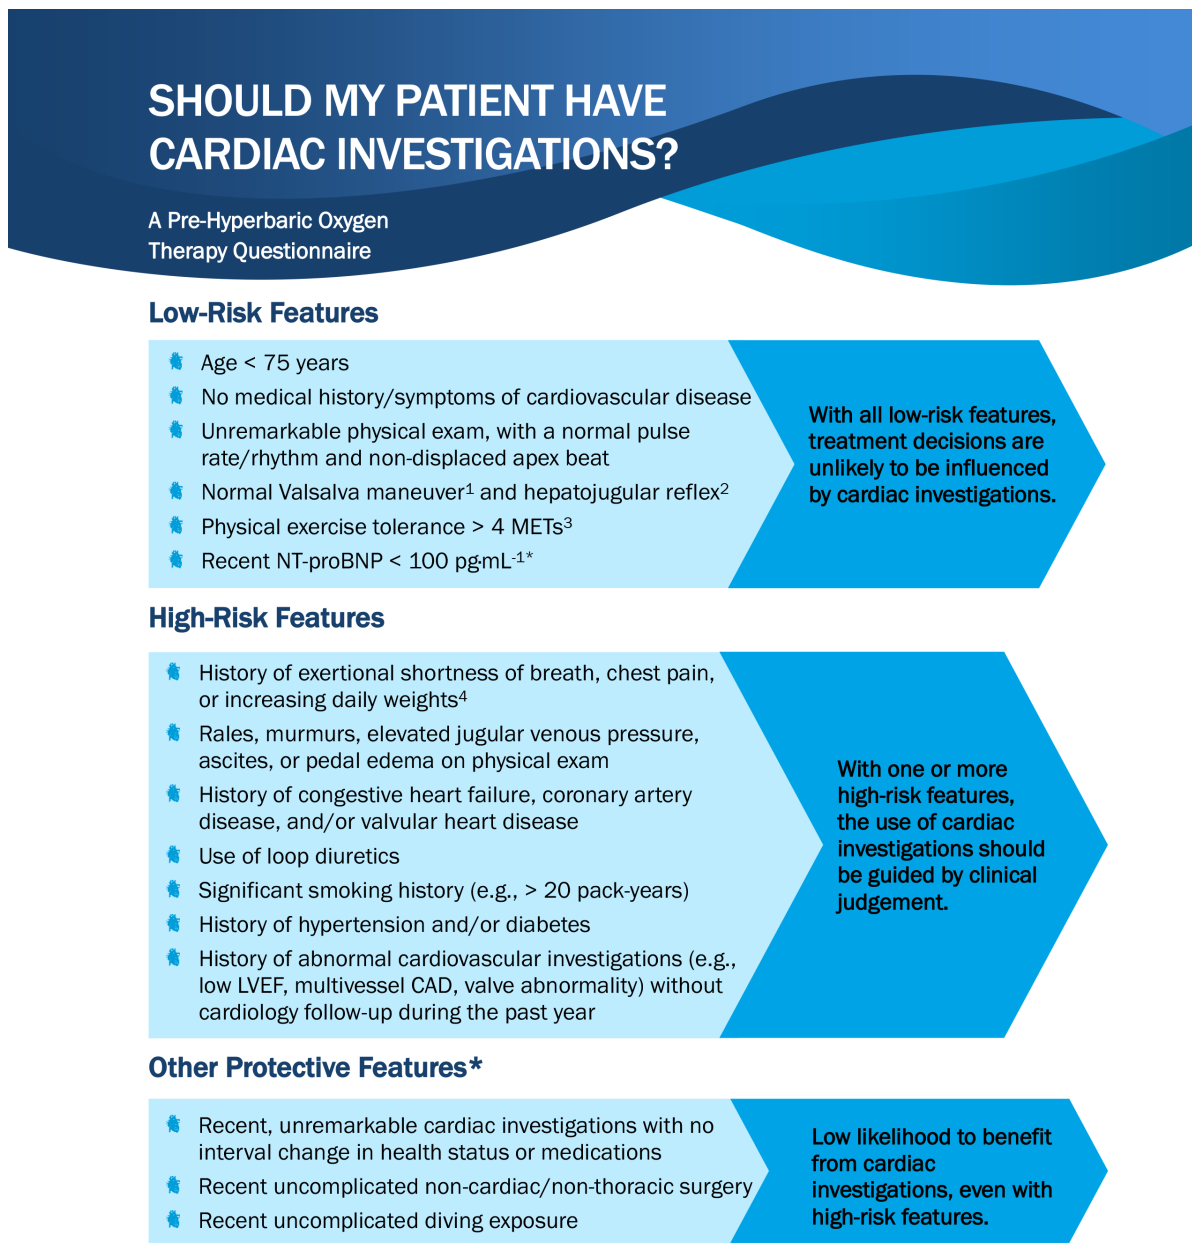 SHOULD MY PATIENT HAVE
CARDIAC INVESTIGATIONS?
A Pre-Hyperbaric Oxygen
Therapy Questionnaire
Low-Risk Features
Age < 75 years
No medical history/symptoms of cardiovascular disease
Unremarkable physical exam, with a normal pulse
rate/rhythm and non-displaced apex beat
Normal Valsalva maneuver1 and hepatojugular reflex2
Physical exercise tolerance > 4 METs3
Recent NT-proBNP < 100 pg·mL-1*
With all low-risk features,
treatment decisions are
unlikely to be influenced
by cardiac investigations.
High-Risk Features
History of exertional shortness of breath, chest pain,
or increasing daily weights4
Rales, murmurs, elevated jugular venous pressure,
ascites, or pedal edema on physical exam
History of congestive heart failure, coronary artery
disease, and/or valvular heart disease
Use of loop diuretics
Significant smoking history (e.g., > 20 pack-years)
History of hypertension and/or diabetes
History of abnormal cardiovascular investigations (e.g.,
low LVEF, multivessel CAD, valve abnormality) without
cardiology follow-up during the past year
With one or more
high-risk features,
the use of cardiac
investigations should
be guided by clinical
judgement.
Other Protective Features*
Recent, unremarkable cardiac investigations with no
interval change in health status or medications
Recent uncomplicated non-cardiac/non-thoracic surgery
Recent uncomplicated diving exposure
Low likelihood to benefit
from cardiac
investigations, even with
high-risk features.